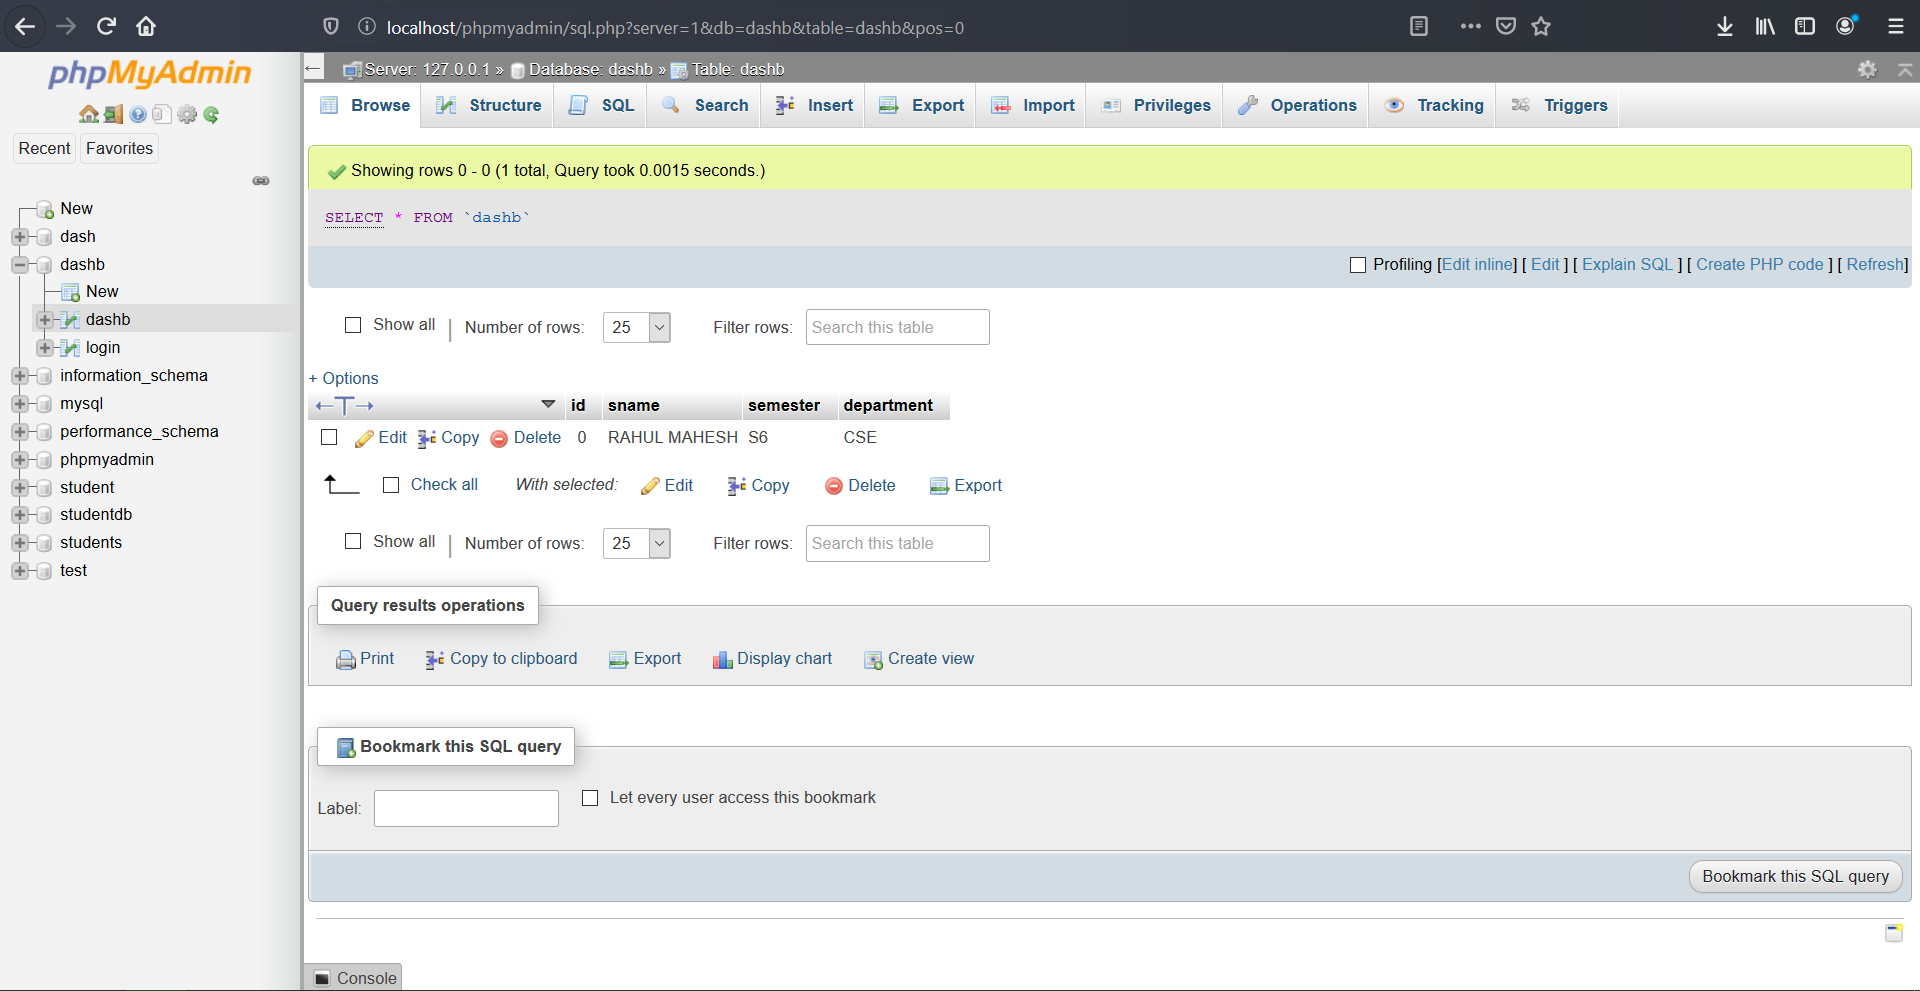 localhost/phpmyadmin/sql.php?server=1&db=dashb&table=dashb&pos=0
phpMyAdmin
Recent Favorites
New
dash
dashb
New
dashb
login
information_schema
mysql
performance_schema
phpmyadmin
student
studentdb
students
test
Server: 127.0.0.1 » Database: dashb » Table: dashb
Browse Structure SQL Search Insert Export Import Privileges Operations Tracking Triggers
Showing rows 0 - 0 (1 total, Query took 0.0015 seconds.)
SELECT * FROM `dashb`
Profiling [Edit inline] [ Edit ] [ Explain SQL ] [ Create PHP code ] [ Refresh]
Show all | Number of rows: 25 Filter rows: Search this table
+ Options
←T→ id sname semester department
Edit Copy Delete 0 RAHUL MAHESH S6 CSE
Check all With selected: Edit Copy Delete Export
Show all | Number of rows: 25 Filter rows: Search this table
Query results operations
Print Copy to clipboard Export Display chart Create view
Bookmark this SQL query
Label: Let every user access this bookmark
Bookmark this SQL query
Console